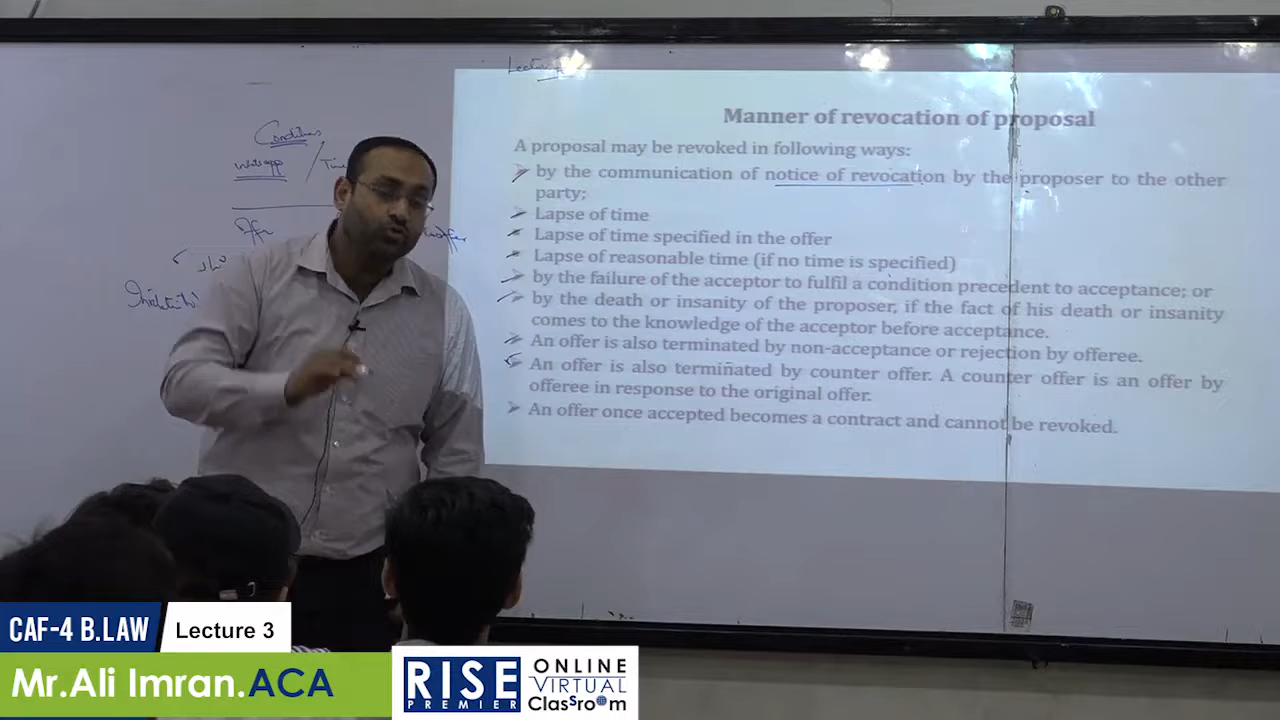 Conditions
Whatsapp
Offer
Manner of revocation of proposal
A proposal may be revoked in following ways:
by the communication of notice of revocation by the proposer to the other
party;
Lapse of time
Lapse of time specified in the offer
Lapse of reasonable time (if no time is specified)
by the failure of the acceptor to fulfil a condition precedent to acceptance; or
by the death or insanity of the proposer, if the fact of his death or insanity
comes to the knowledge of the acceptor before acceptance.
An offer is also terminated by non-acceptance or rejection by offeree.
An offer is also terminated by counter offer. A counter offer is an offer by
offeree in response to the original offer.
An offer once accepted becomes a contract and cannot be revoked.
CAF-4 B.LAW
Lecture 3
Mr.Ali Imran.ACA
RISE
PREMIER
ONLINE
VIRTUAL
Classroom